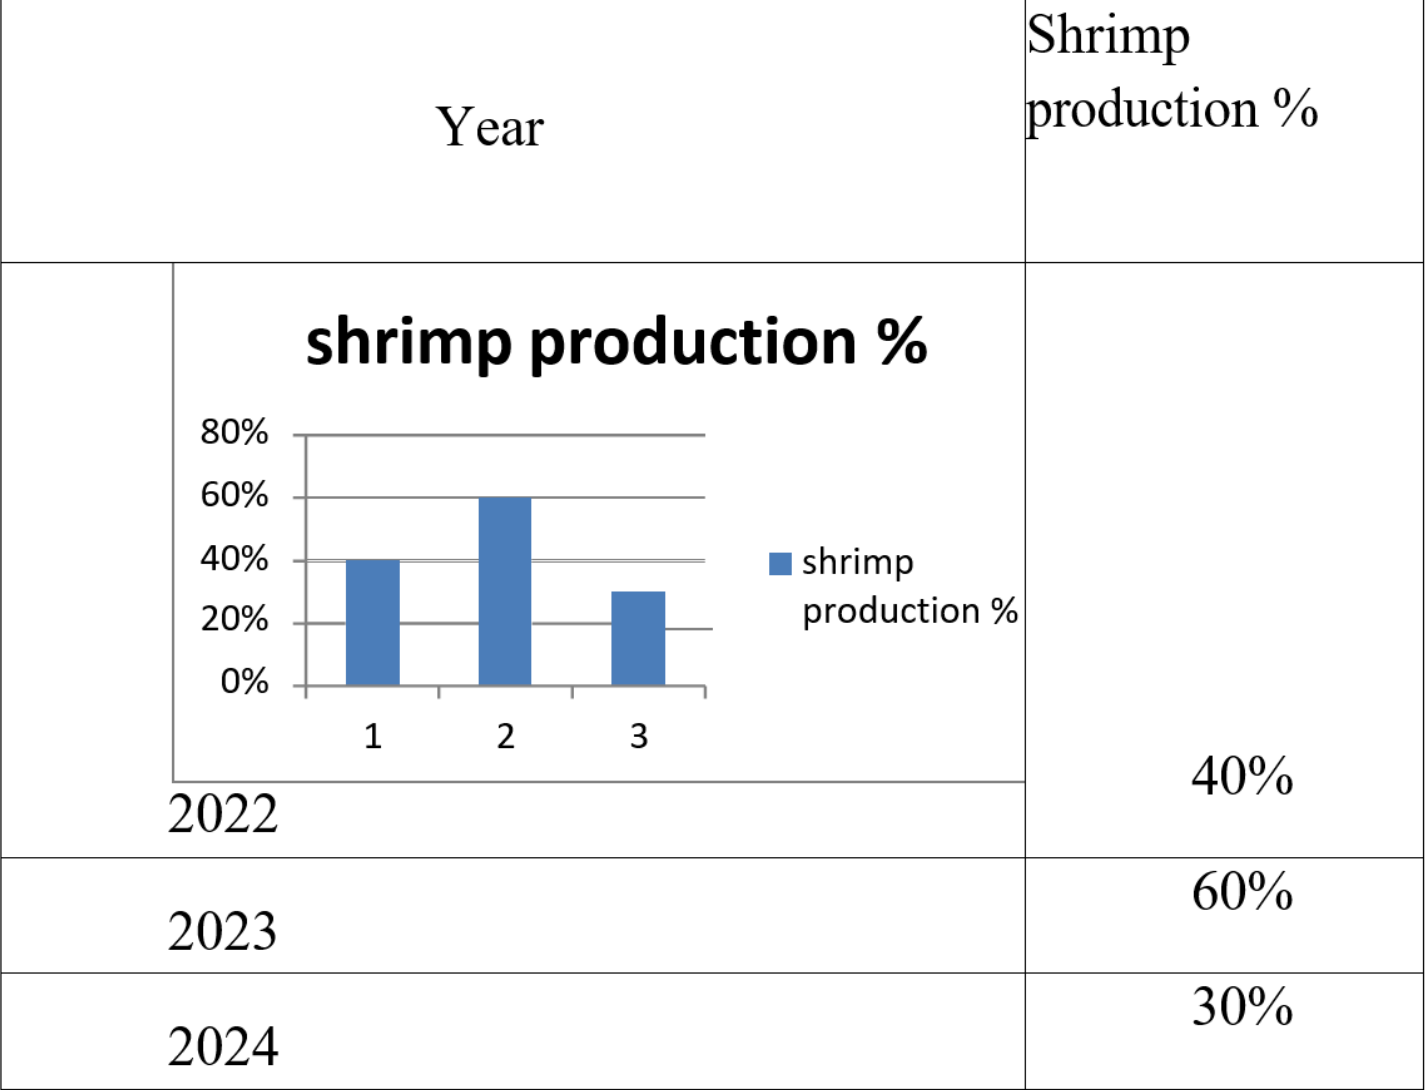 Year
Shrimp
production %
shrimp production %
80%
60%
40%
20%
0%
1 2 3
shrimp
production %
2022
40%
2023
60%
2024
30%